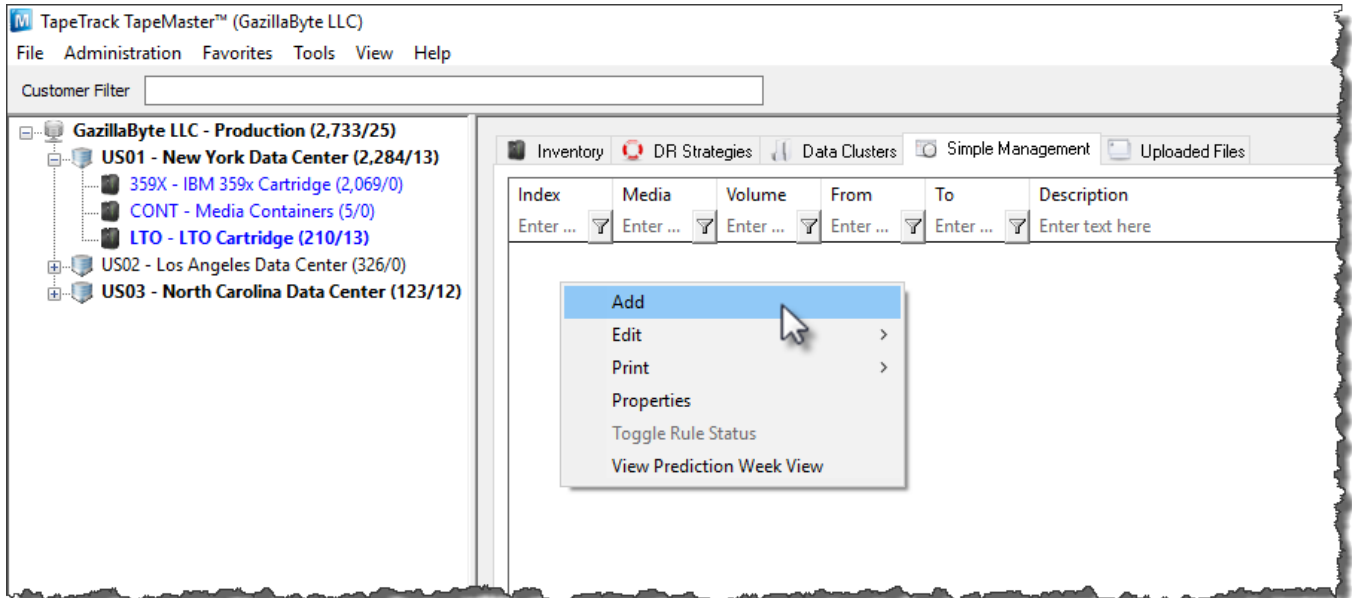 TapeTrack TapeMaster™ (GazillaByte LLC)
File Administration Favorites Tools View Help
Customer Filter
GazillaByte LLC - Production (2,733/25)
US01 - New York Data Center (2,284/13)
359X - IBM 359x Cartridge (2,069/0)
CONT - Media Containers (5/0)
LTO - LTO Cartridge (210/13)
US02 - Los Angeles Data Center (326/0)
US03 - North Carolina Data Center (123/12)
Inventory DR Strategies Data Clusters Simple Management Uploaded Files
Index Media Volume From To Description
Enter ... Enter ... Enter ... Enter ... Enter ... Enter text here
Add
Edit
Print
Properties
Toggle Rule Status
View Prediction Week View